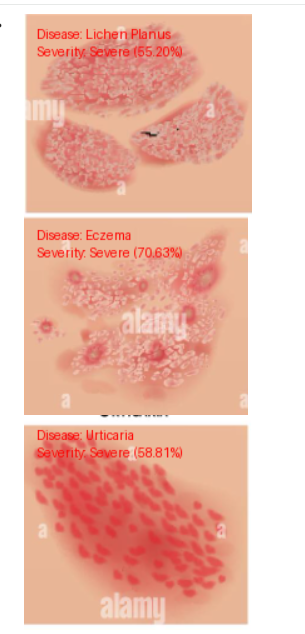 Disease: Lichen Planus
Severity: Severe (55.20%)
a
alamy
a
a
Disease: Eczema
Severity: Severe (70.63%)
a
a
alamy
a
a
Disease: Urticaria
Severity: Severe (58.81%)
a
a
alamy